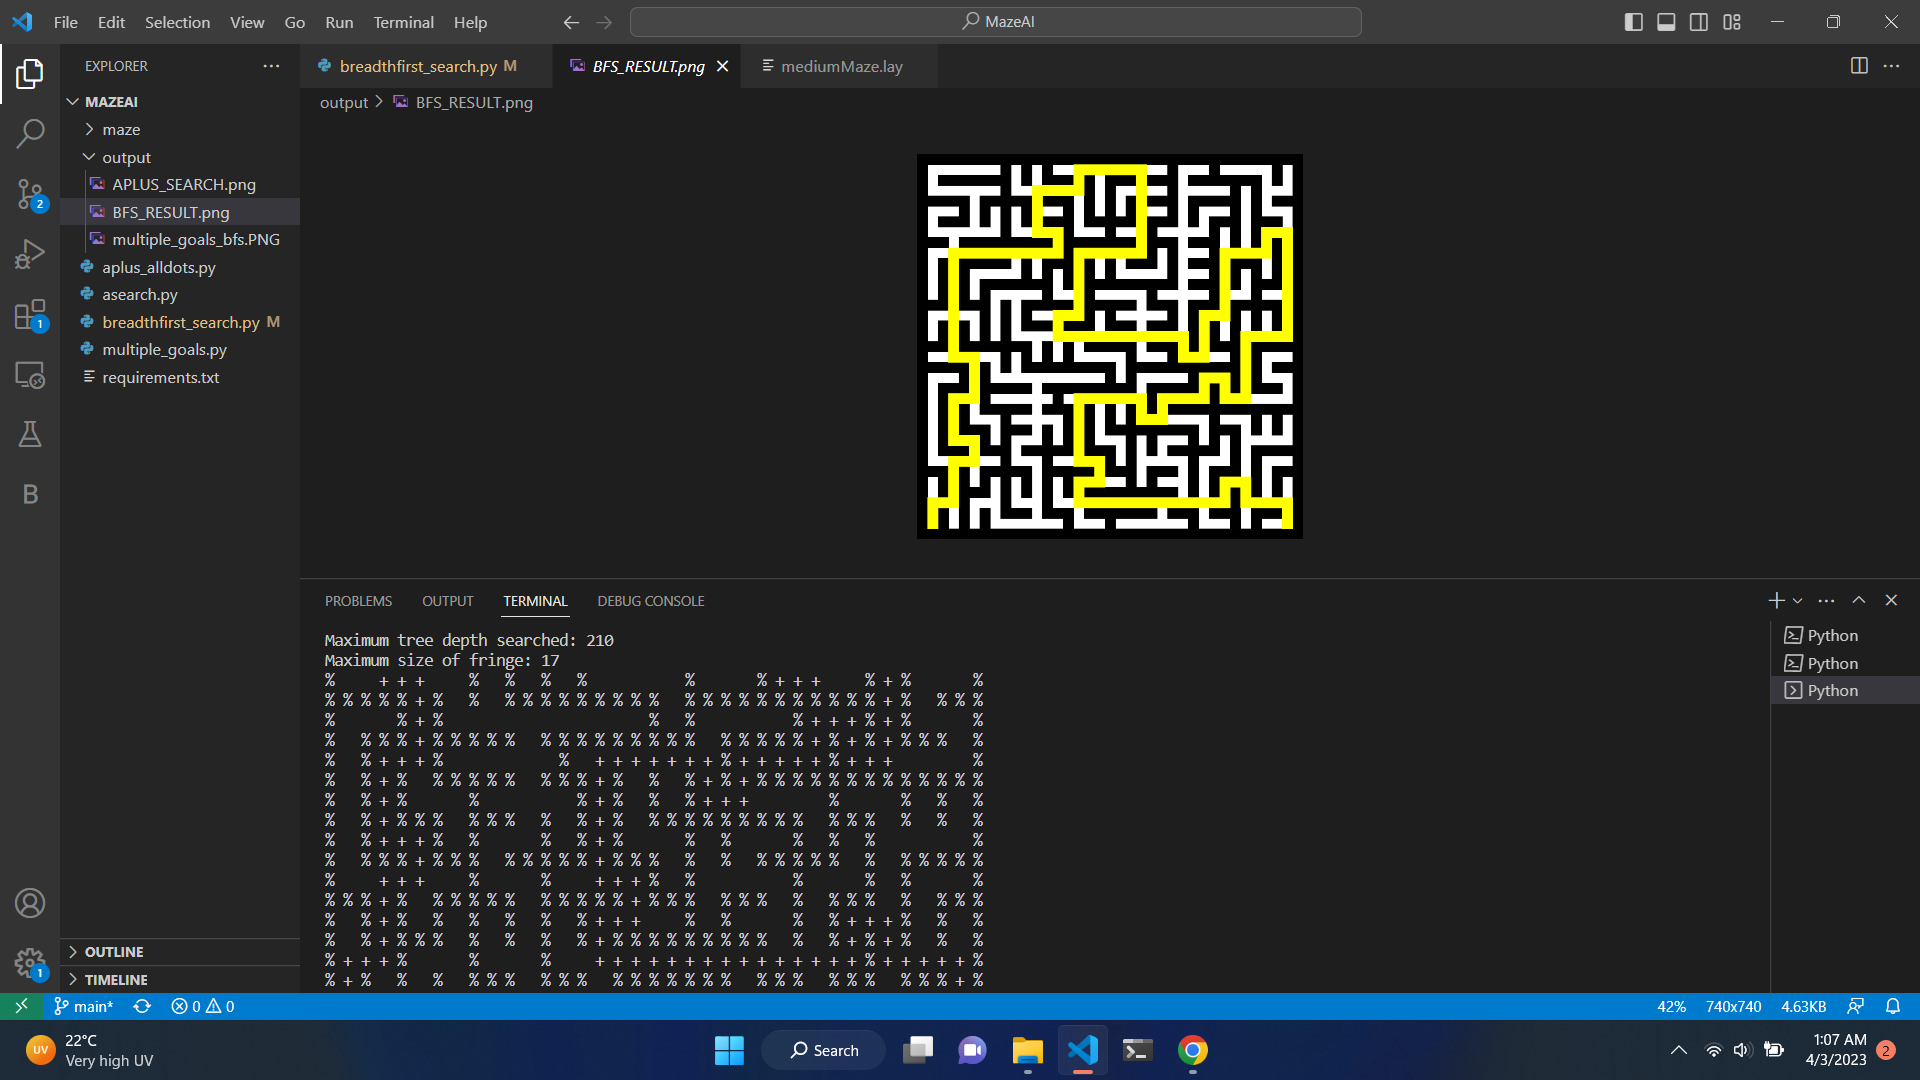 File Edit Selection View Go Run Terminal Help
MazeAI
EXPLORER
MAZEAI
maze
output
APLUS_SEARCH.png
BFS_RESULT.png
multiple_goals_bfs.PNG
aplus_alldots.py
asearch.py
breadthfirst_search.py M
multiple_goals.py
requirements.txt
OUTLINE
TIMELINE
2
1
B
1
breadthfirst_search.py M
BFS_RESULT.png
mediumMaze.lay
output > BFS_RESULT.png
PROBLEMS OUTPUT TERMINAL DEBUG CONSOLE
Maximum tree depth searched: 210
Maximum size of fringe: 17
Python
Python
Python
main* 0 0
42% 740x740 4.63KB
UV
22°C
Very high UV
Search
1:07 AM
4/3/2023
2